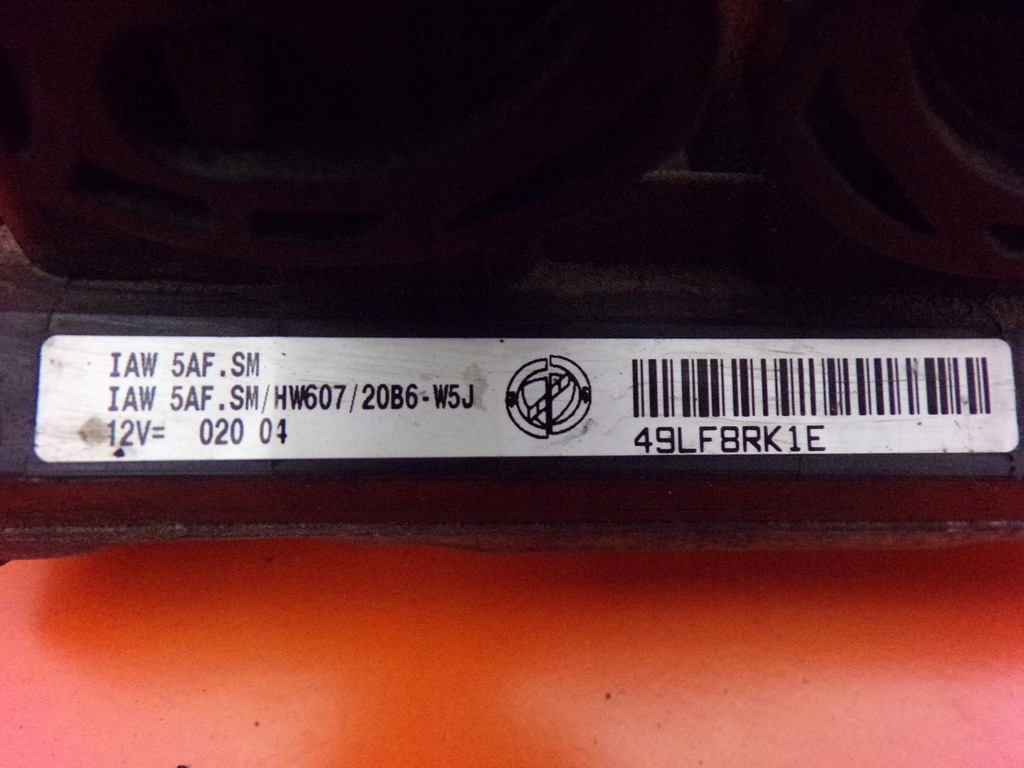 IAW 5AF.SM
IAW 5AF.SM/HW607/20B6-W5J
12V= 020 04
49LF8RK1E